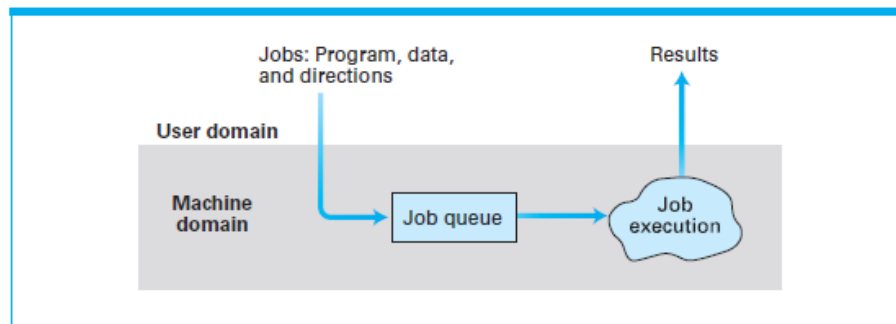 Jobs: Program, data,
and directions
Results
User domain
Machine
domain
Job queue
Job
execution